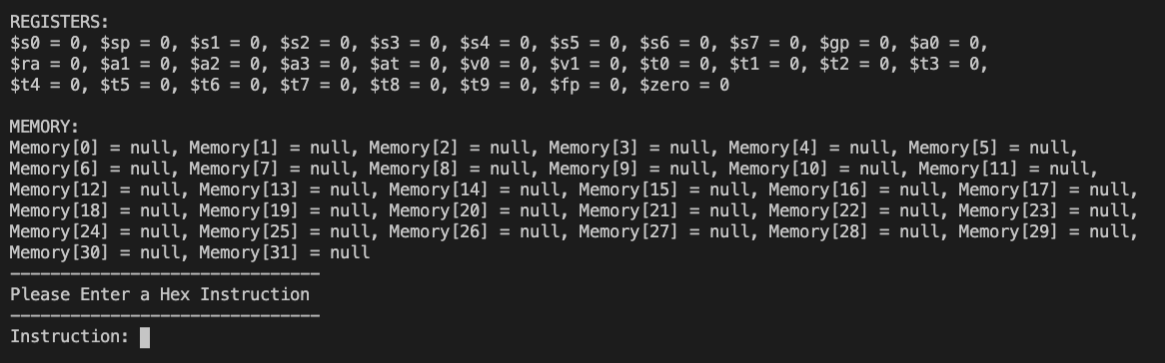 REGISTERS:
$s0 = 0, $sp = 0, $s1 = 0, $s2 = 0, $s3 = 0, $s4 = 0, $s5 = 0, $s6 = 0, $s7 = 0, $gp = 0, $a0 = 0,
$ra = 0, $a1 = 0, $a2 = 0, $a3 = 0, $at = 0, $v0 = 0, $v1 = 0, $t0 = 0, $t1 = 0, $t2 = 0, $t3 = 0,
$t4 = 0, $t5 = 0, $t6 = 0, $t7 = 0, $t8 = 0, $t9 = 0, $fp = 0, $zero = 0
MEMORY:
Memory[0] = null, Memory[1] = null, Memory[2] = null, Memory[3] = null, Memory[4] = null, Memory[5] = null,
Memory[6] = null, Memory[7] = null, Memory[8] = null, Memory[9] = null, Memory[10] = null, Memory[11] = null,
Memory[12] = null, Memory[13] = null, Memory[14] = null, Memory[15] = null, Memory[16] = null, Memory[17] = null,
Memory[18] = null, Memory[19] = null, Memory[20] = null, Memory[21] = null, Memory[22] = null, Memory[23] = null,
Memory[24] = null, Memory[25] = null, Memory[26] = null, Memory[27] = null, Memory[28] = null, Memory[29] = null,
Memory[30] = null, Memory[31] = null
-------------------------------
Please Enter a Hex Instruction
-------------------------------
Instruction: